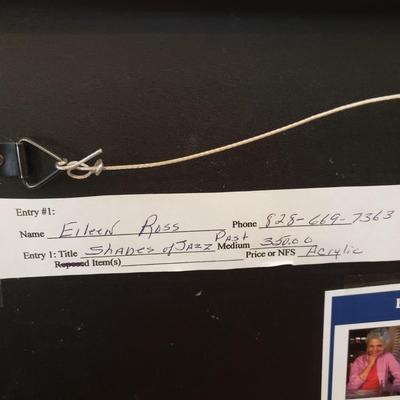 Entry #1:
Name Eileen Ross Phone 828-669-7363
Entry 1: Title Shades of Jazz Past Medium 350.00
Reposed Item(s) Price or NFS Acrylic